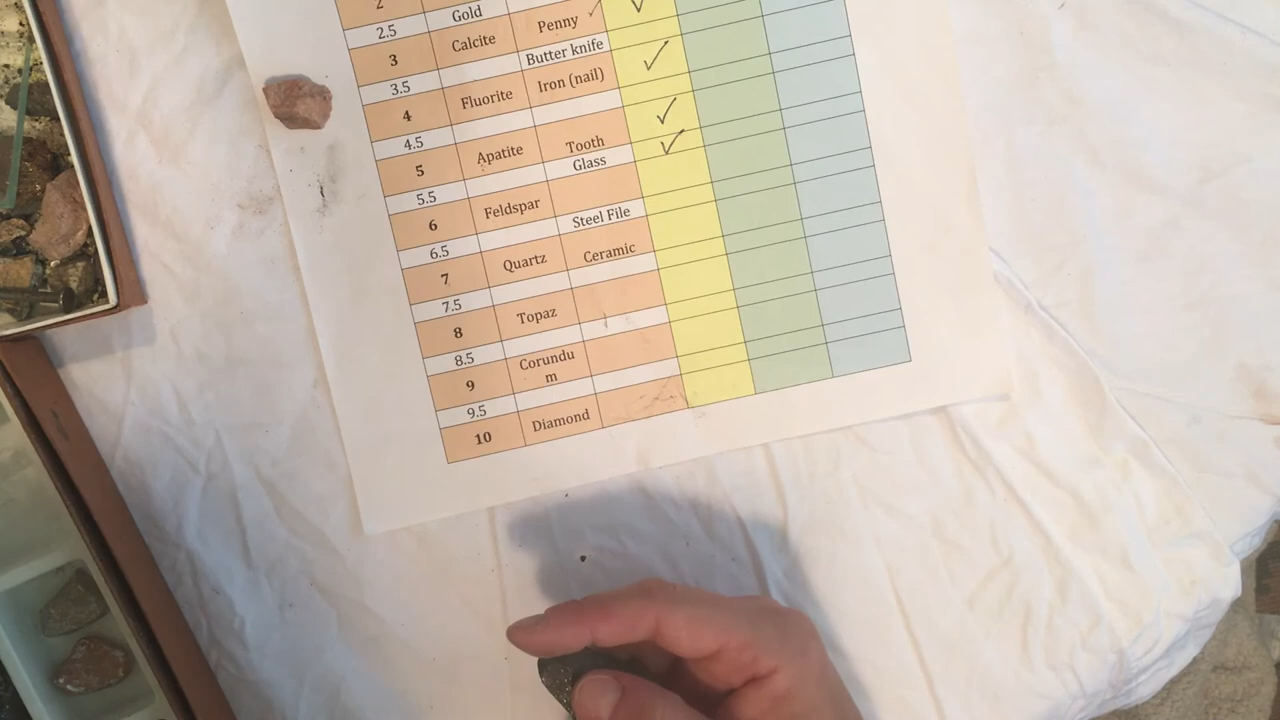 2
2.5 Gold
3 Calcite Penny ✓ ✓
3.5 Butter knife
4 Fluorite Iron (nail) ✓
4.5
5 Apatite Tooth ✓
5.5 Glass ✓
6 Feldspar
6.5 Steel File
7 Quartz Ceramic
7.5
8 Topaz
8.5
9 Corundu
m
9.5
10 Diamond